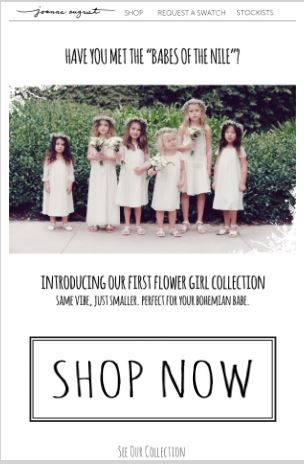 joanne august
SHOP REQUEST A SWATCH STOCKISTS
HAVE YOU MET THE "BABES OF THE NILE"?
INTRODUCING OUR FIRST FLOWER GIRL COLLECTION
SAME VIBE, JUST SMALLER. PERFECT FOR YOUR BOHEMIAN BABE.
SHOP NOW
SEE OUR COLLECTION